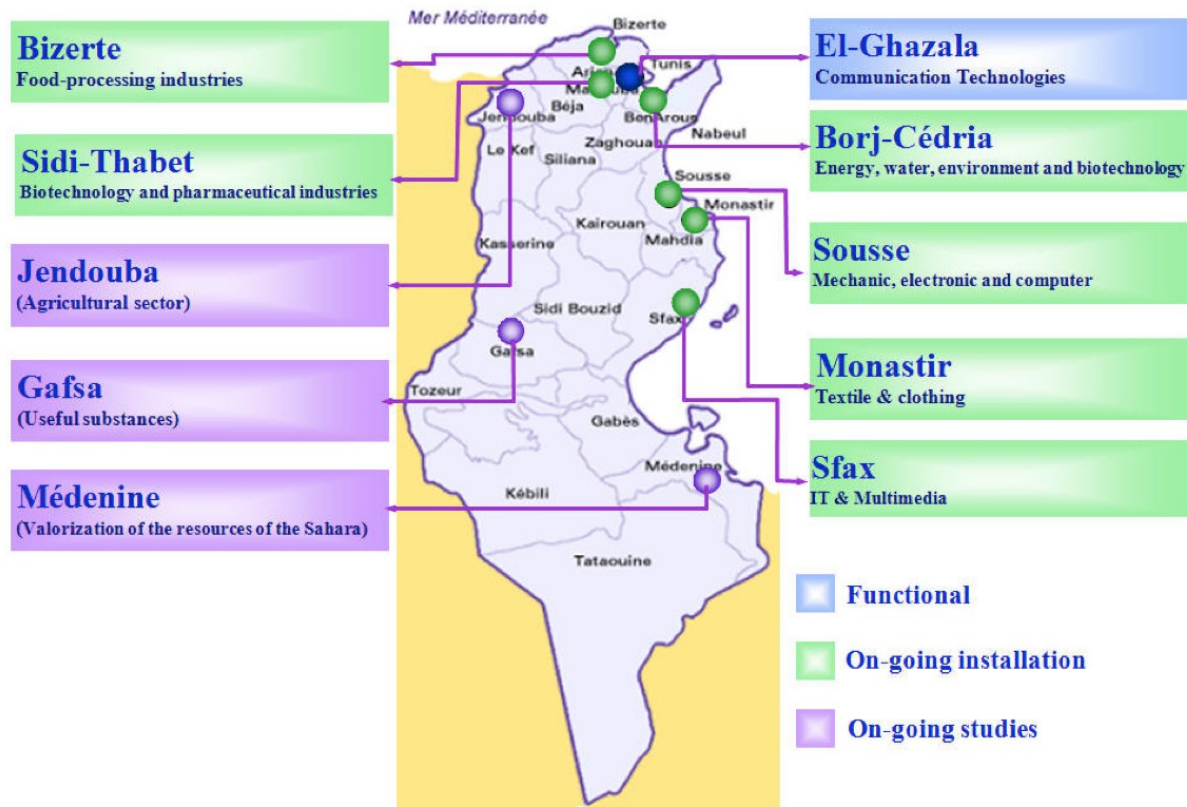 Mer Méditerranée
Bizerte
Food-processing industries
Sidi-Thabet
Biotechnology and pharmaceutical industries
Jendouba
(Agricultural sector)
Gafsa
(Useful substances)
Médenine
(Valorization of the resources of the Sahara)
Bizerte
Tunis
Béja
Jendouba
BenArous
Nabeul
Zaghouan
Le Kef
Siliana
Sousse
Monastir
Kairouan
Mahdia
Kasserine
Sidi Bouzid
Sfax
Gafsa
Tozeur
Gabès
Médenine
Kébili
Tataouine
El-Ghazala
Communication Technologies
Borj-Cédria
Energy, water, environment and biotechnology
Sousse
Mechanic, electronic and computer
Monastir
Textile & clothing
Sfax
IT & Multimedia
Functional
On-going installation
On-going studies